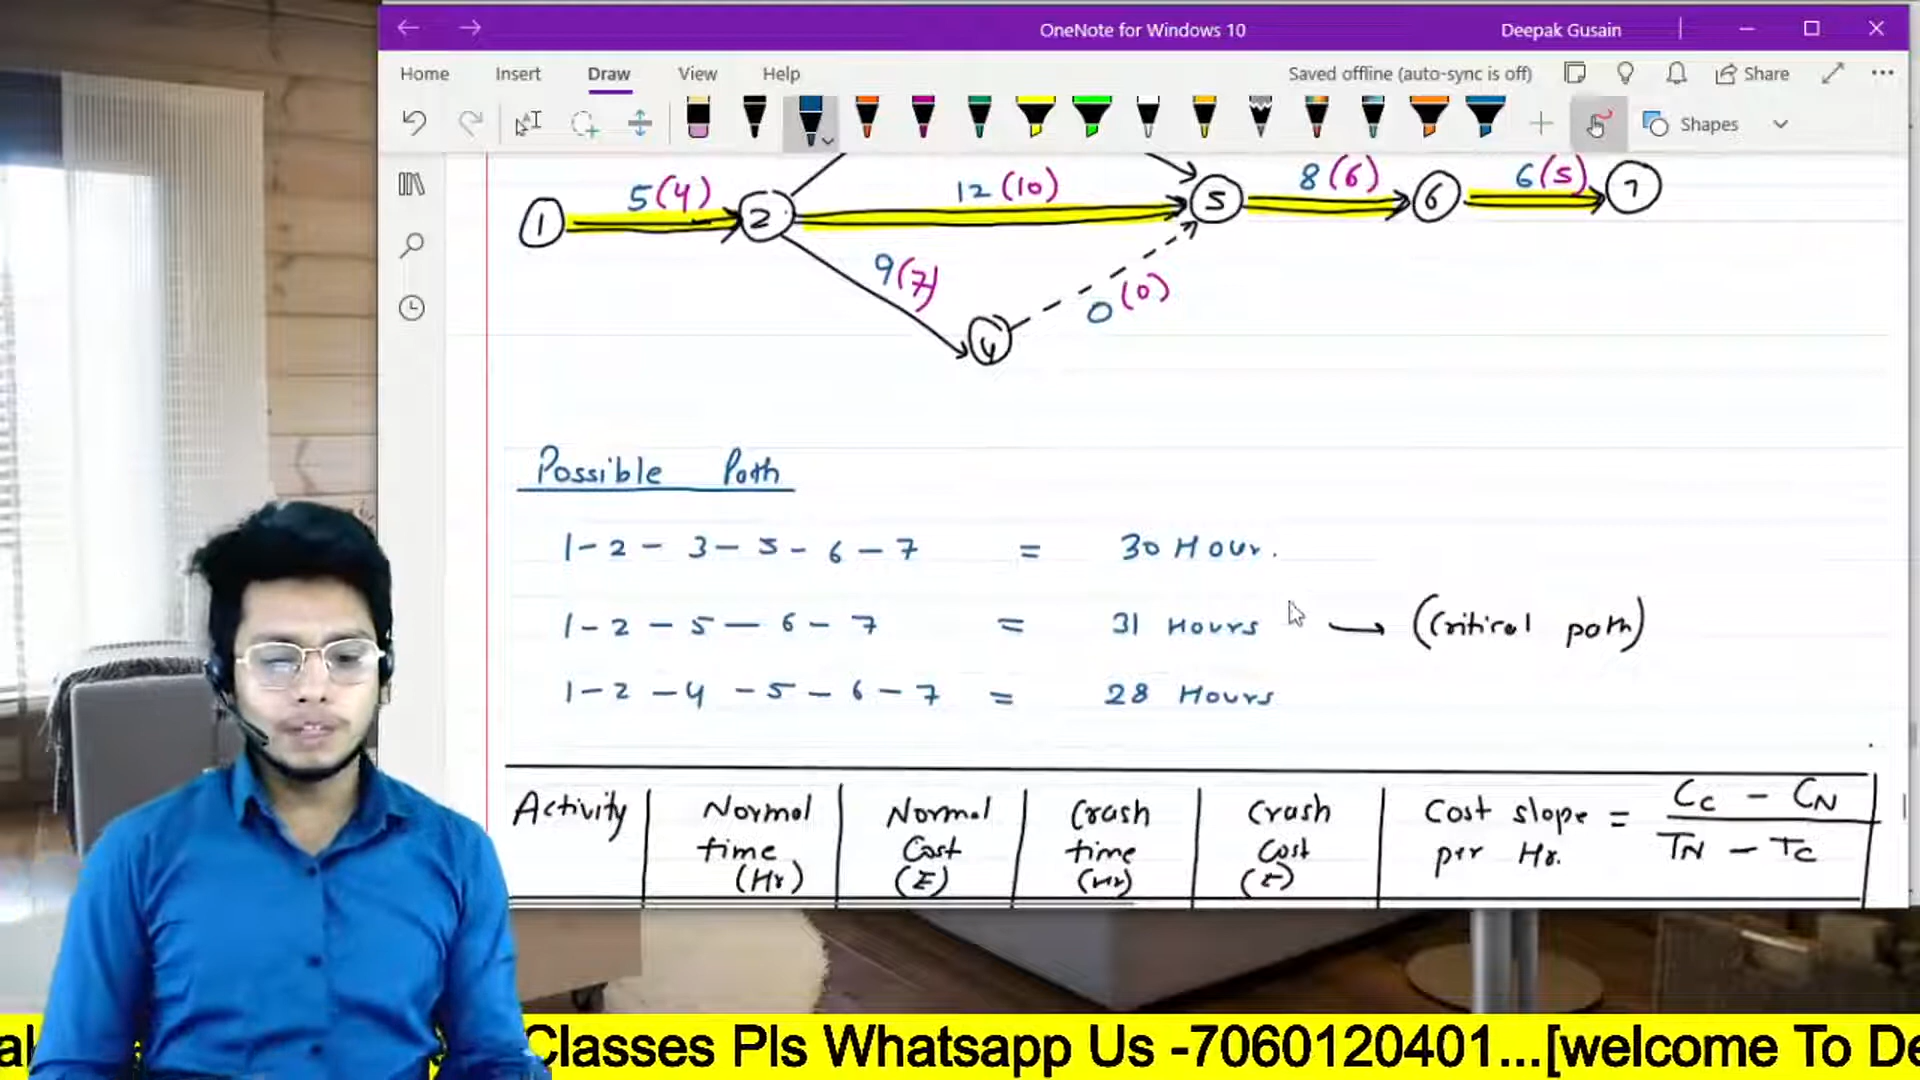 OneNote for Windows 10
Deepak Gusain
Home Insert Draw View Help
Saved offline (auto-sync is off)
Share
Shapes
5(4)
12 (10)
8(6)
6(5)
1
2
5
6
7
9(7)
0(0)
4
Possible Path
1 - 2 - 3 - 5 - 6 - 7 = 30 Hour.
1 - 2 - 5 - 6 - 7 = 31 Hours → (Critical path)
1 - 2 - 4 - 5 - 6 - 7 = 28 Hours
Activity
Normal time (Hr)
Normal Cost (£)
Crash time (Hr)
Crash Cost (£)
Cost slope per Hr. = Cc - CN
TN - Tc
Classes Pls Whatsapp Us -7060120401...[welcome To De